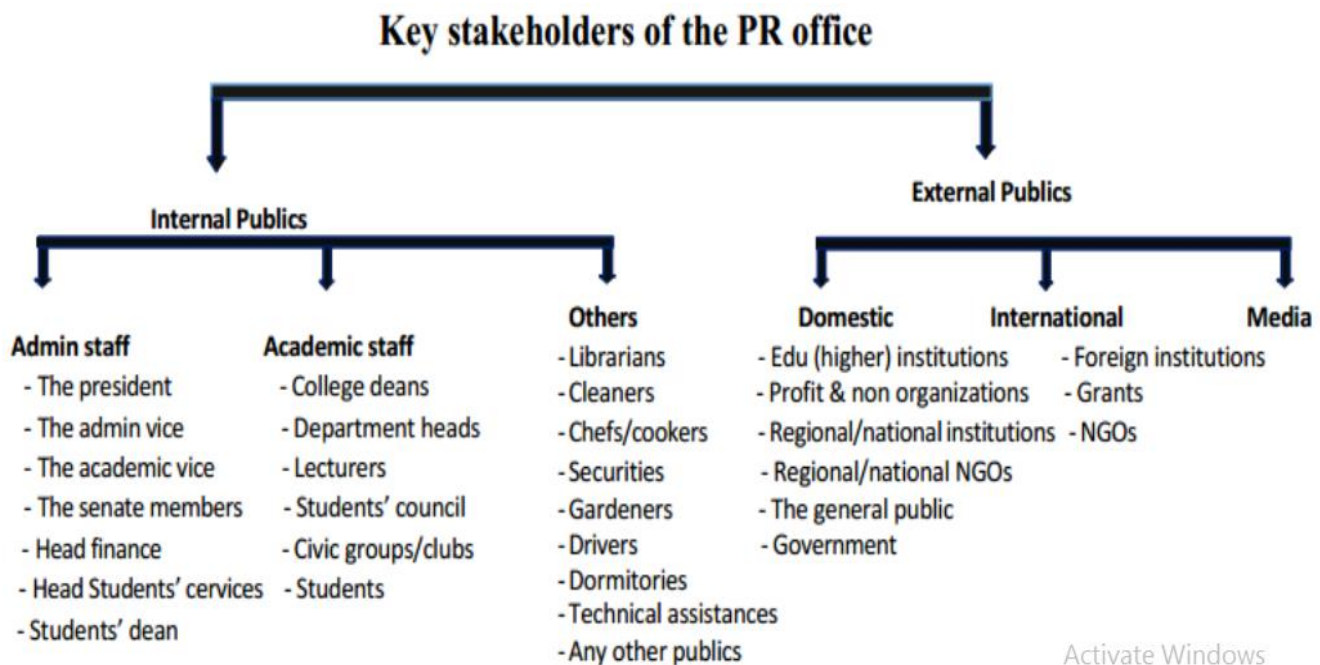 Key stakeholders of the PR office
Internal Publics
External Publics
Admin staff
- The president
- The admin vice
- The academic vice
- The senate members
- Head finance
- Head Students' cervices
- Students' dean
Academic staff
- College deans
- Department heads
- Lecturers
- Students' council
- Civic groups/clubs
- Students
Others
- Librarians
- Cleaners
- Chefs/cookers
- Securities
- Gardeners
- Drivers
- Dormitories
- Technical assistances
- Any other publics
Domestic
- Edu (higher) institutions
- Profit & non organizations
- Regional/national institutions
- Regional/national NGOs
- The general public
- Government
International
- Foreign institutions
- Grants
- NGOs
Media
Activate Windows